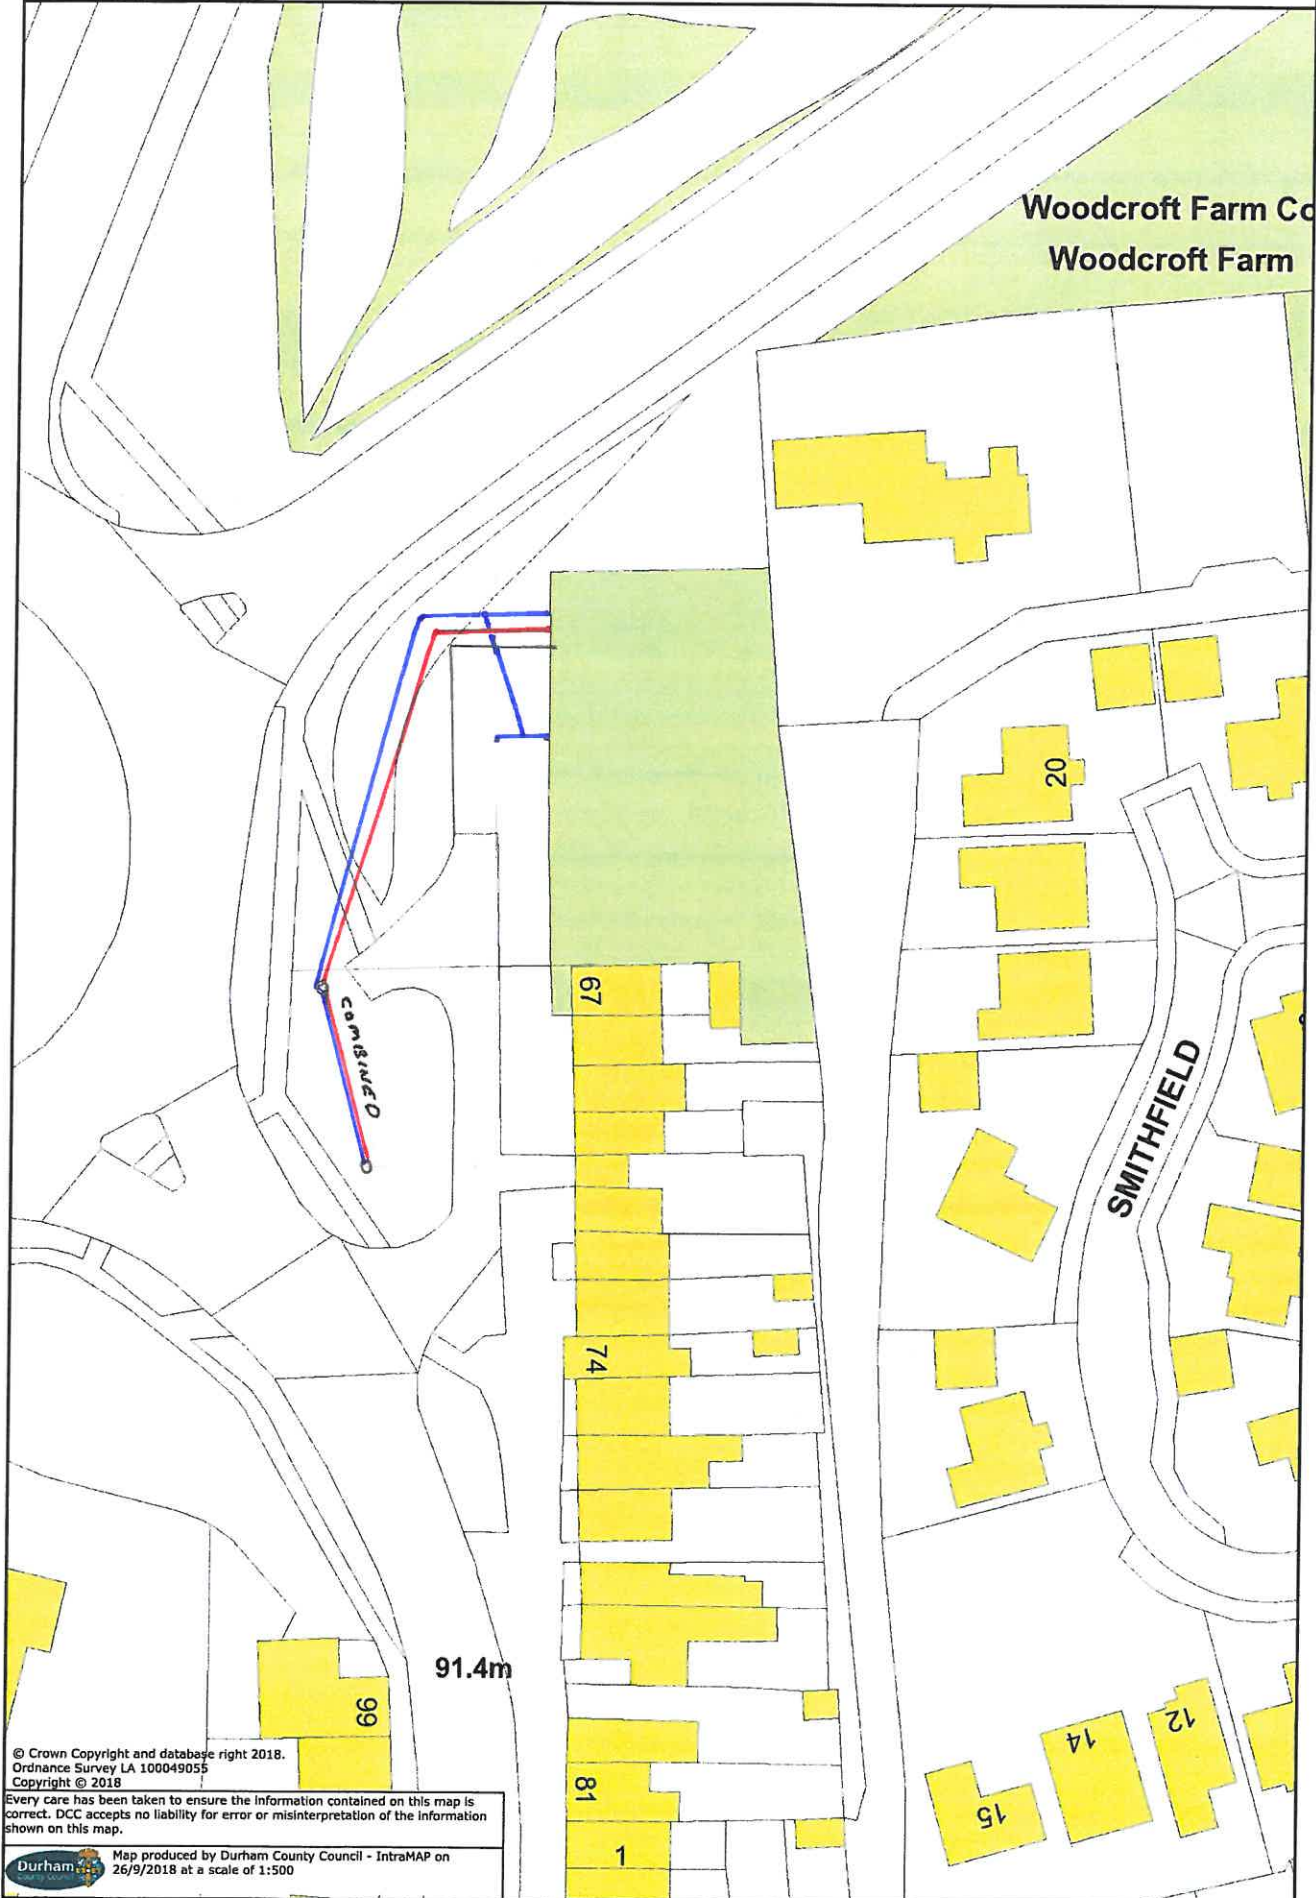 Woodcroft Farm Co
Woodcroft Farm
20
67
COMBINED
SMITHFIELD
74
91.4m
99
12
14
15
81
1
© Crown Copyright and database right 2018.
Ordnance Survey LA 100049055
Copyright © 2018
Every care has been taken to ensure the information contained on this map is
correct. DCC accepts no liability for error or misinterpretation of the information
shown on this map.
Durham
County Council
Map produced by Durham County Council - IntraMAP on
26/9/2018 at a scale of 1:500